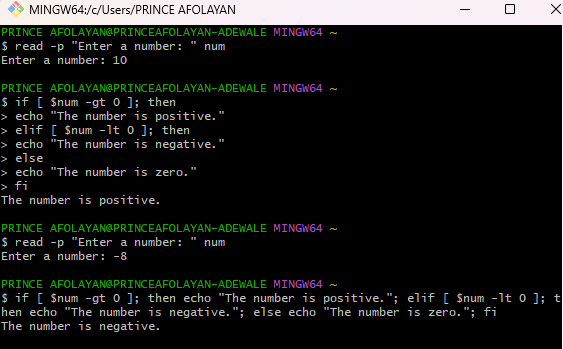 MINGW64:/c/Users/PRINCE AFOLAYAN
PRINCE AFOLAYAN@PRINCEAFOLAYAN-ADEWALE MINGW64 ~
$ read -p "Enter a number: " num
Enter a number: 10
PRINCE AFOLAYAN@PRINCEAFOLAYAN-ADEWALE MINGW64 ~
$ if [ $num -gt 0 ]; then
> echo "The number is positive."
> elif [ $num -lt 0 ]; then
> echo "The number is negative."
> else
> echo "The number is zero."
> fi
The number is positive.
PRINCE AFOLAYAN@PRINCEAFOLAYAN-ADEWALE MINGW64 ~
$ read -p "Enter a number: " num
Enter a number: -8
PRINCE AFOLAYAN@PRINCEAFOLAYAN-ADEWALE MINGW64 ~
$ if [ $num -gt 0 ]; then echo "The number is positive."; elif [ $num -lt 0 ]; t
hen echo "The number is negative."; else echo "The number is zero."; fi
The number is negative.